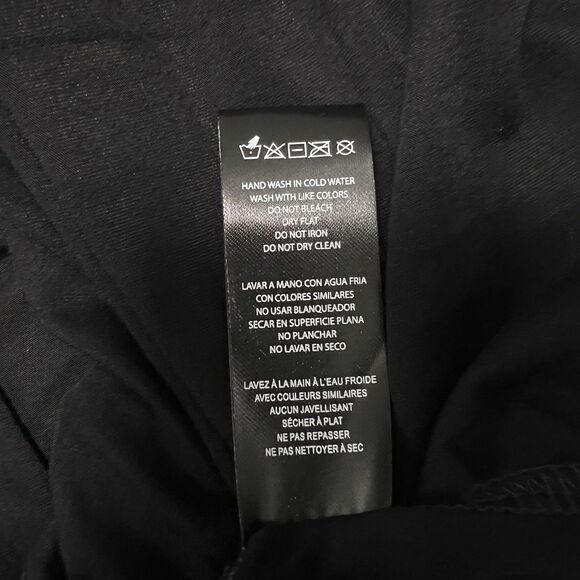 HAND WASH IN COLD WATER
WASH WITH LIKE COLORS
DO NOT BLEACH
DRY FLAT
DO NOT IRON
DO NOT DRY CLEAN
LAVAR A MANO CON AGUA FRIA
CON COLORES SIMILARES
NO USAR BLANQUEADOR
SECAR EN SUPERFICIE PLANA
NO PLANCHAR
NO LAVAR EN SECO
LAVEZ À LA MAIN À L'EAU FROIDE
AVEC COULEURS SIMILAIRES
AUCUN JAVELLISANT
SÉCHER À PLAT
NE PAS REPASSER
NE PAS NETTOYER À SEC